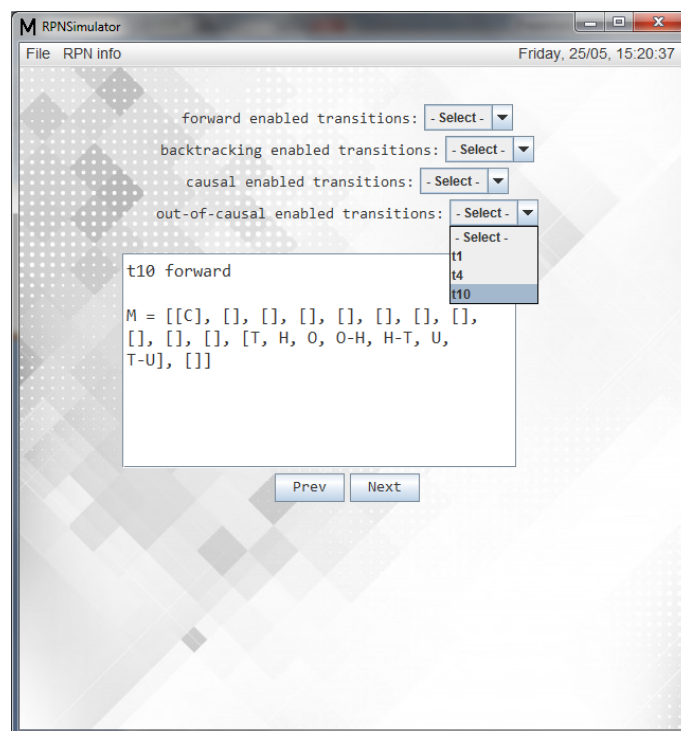 M RPNSimulator
File RPN info Friday, 25/05, 15:20:37
forward enabled transitions: - Select -
backtracking enabled transitions: - Select -
causal enabled transitions: - Select -
out-of-causal enabled transitions: - Select -
- Select -
t1
t4
t10
t10 forward
M = [[C], [], [], [], [], [], [], [],
[], [], [], [T, H, O, O-H, H-T, U,
T-U], []]
Prev Next